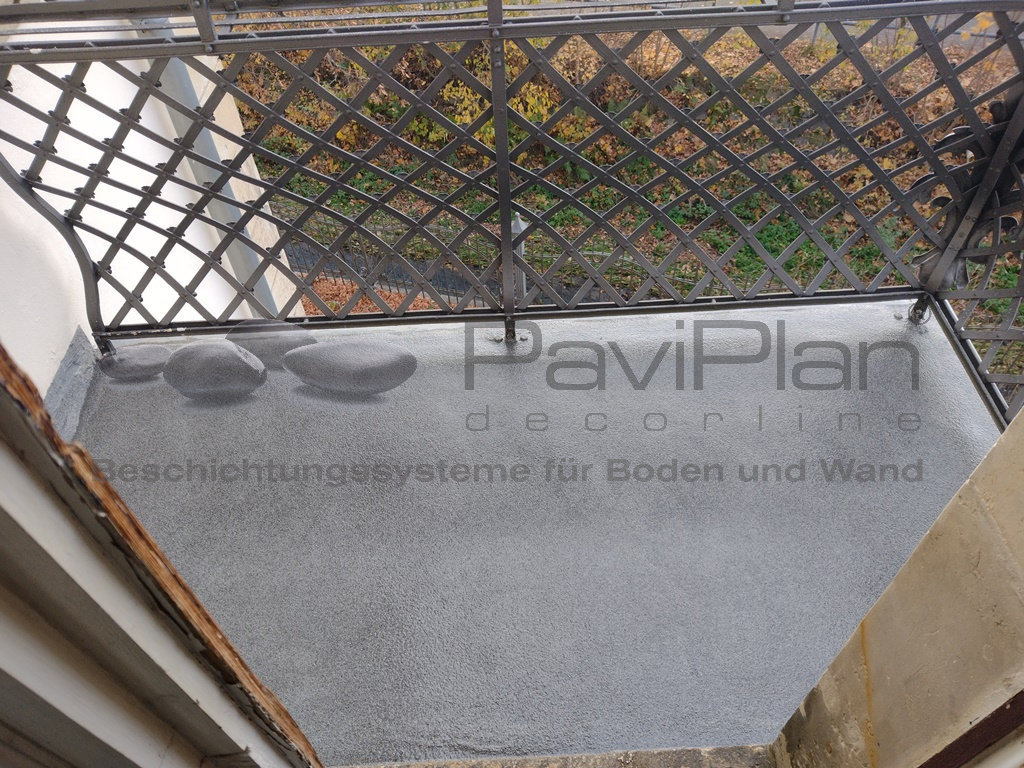 PaviPlan
decorline
Beschichtungssysteme für Boden und Wand